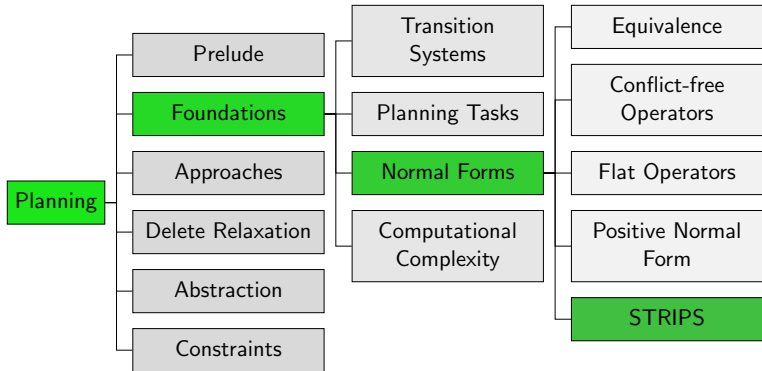 Planning
Prelude
Foundations
Approaches
Delete Relaxation
Abstraction
Constraints
Transition
Systems
Planning Tasks
Normal Forms
Computational
Complexity
Equivalence
Conflict-free
Operators
Flat Operators
Positive Normal
Form
STRIPS